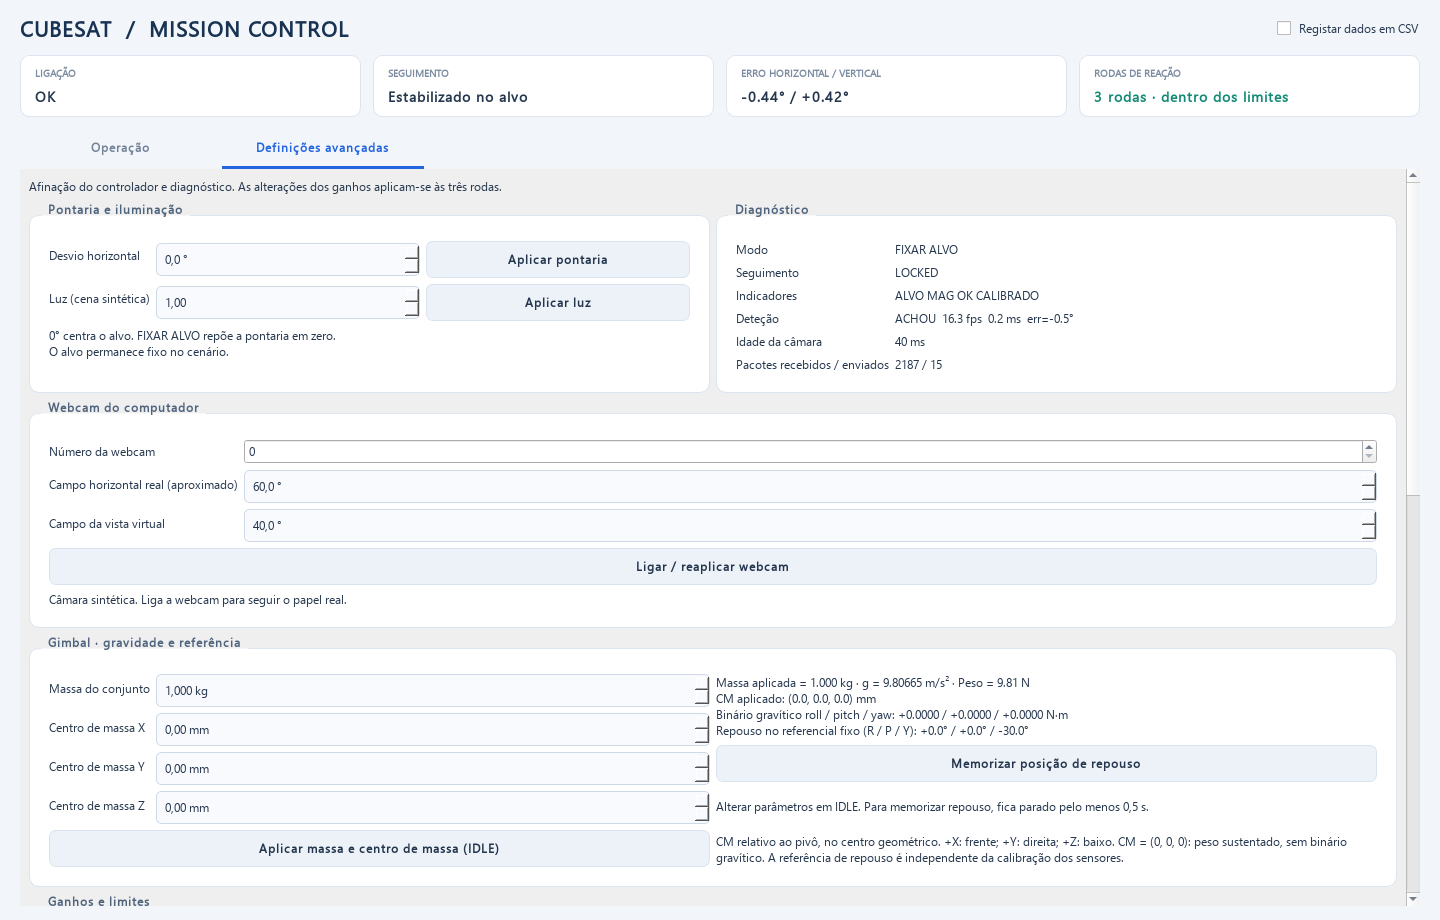 CUBESAT / MISSION CONTROL
Registar dados em CSV
LIGAÇÃO
OK
SEGUIMENTO
Estabilizado no alvo
ERRO HORIZONTAL / VERTICAL
-0.44° / +0.42°
RODAS DE REAÇÃO
3 rodas · dentro dos limites
Operação
Definições avançadas
Afinação do controlador e diagnóstico. As alterações dos ganhos aplicam-se às três rodas.
Pontaria e iluminação
Desvio horizontal
0,0 °
Aplicar pontaria
Luz (cena sintética)
1,00
Aplicar luz
0° centra o alvo. FIXAR ALVO repõe a pontaria em zero.
O alvo permanece fixo no cenário.
Diagnóstico
Modo FIXAR ALVO
Seguimento LOCKED
Indicadores ALVO MAG OK CALIBRADO
Deteção ACHOU 16.3 fps 0.2 ms err=-0.5°
Idade da câmara 40 ms
Pacotes recebidos / enviados 2187 / 15
Webcam do computador
Número da webcam 0
Campo horizontal real (aproximado) 60,0 °
Campo da vista virtual 40,0 °
Ligar / reaplicar webcam
Câmara sintética. Liga a webcam para seguir o papel real.
Gimbal · gravidade e referência
Massa do conjunto 1,000 kg
Centro de massa X 0,00 mm
Centro de massa Y 0,00 mm
Centro de massa Z 0,00 mm
Aplicar massa e centro de massa (IDLE)
Massa aplicada = 1.000 kg · g = 9.80665 m/s² · Peso = 9.81 N
CM aplicado: (0.0, 0.0, 0.0) mm
Binário gravítico roll / pitch / yaw: +0.0000 / +0.0000 / +0.0000 N·m
Repouso no referencial fixo (R / P / Y): +0.0° / +0.0° / -30.0°
Memorizar posição de repouso
Alterar parâmetros em IDLE. Para memorizar repouso, fica parado pelo menos 0,5 s.
CM relativo ao pivô, no centro geométrico. +X: frente; +Y: direita; +Z: baixo. CM = (0, 0, 0): peso sustentado, sem binário
gravítico. A referência de repouso é independente da calibração dos sensores.
Ganhos e limites